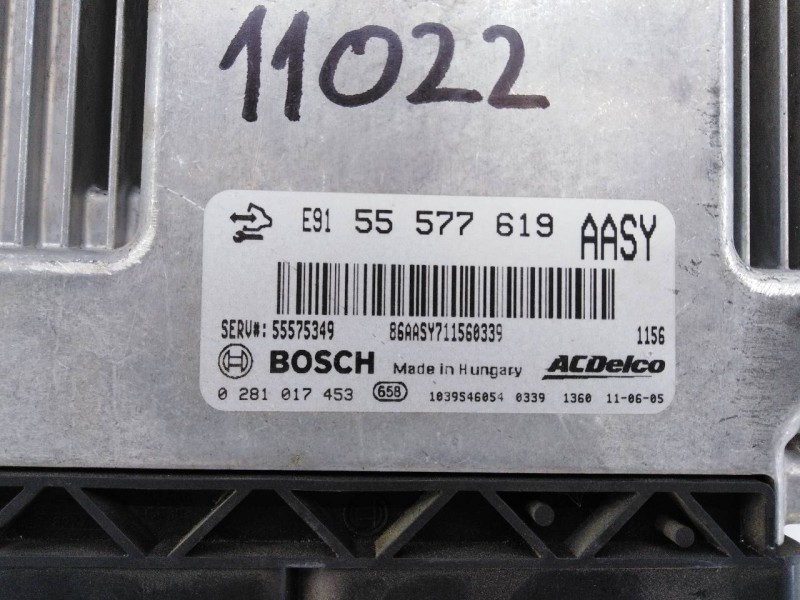 11022
E91 55 577 619 AASY
SERV#: 55575349 86AASY711560339 1156
BOSCH Made in Hungary ACDelco
0 281 017 453 658 1039S46054 0339 1360 11-06-05